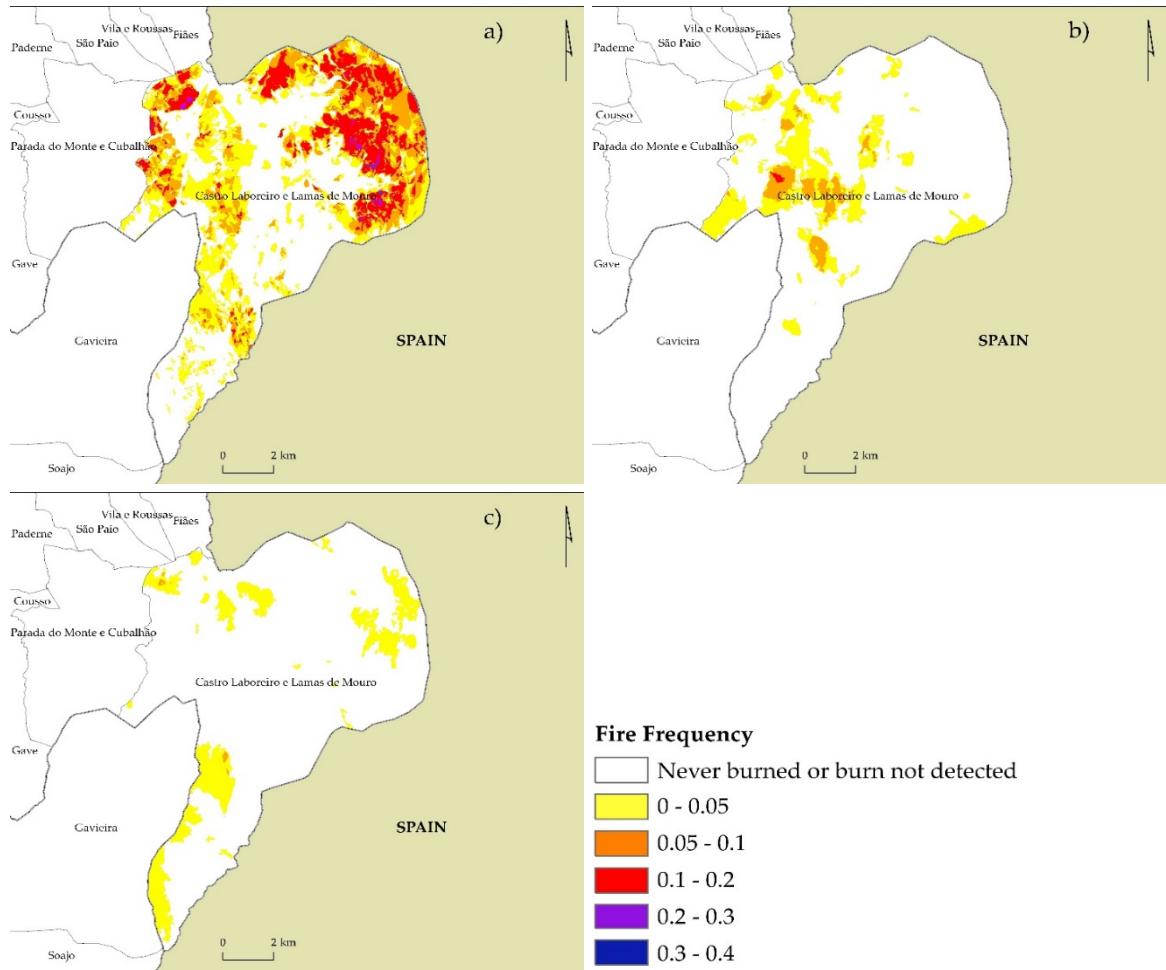 a)
Vila e Roussas
Fiães
São Paio
Paderne
Cousso
Parada do Monte e Cubalhão
Castro Laboreiro e Lamas de Mouro
Gave
Gavieira
SPAIN
Soajo
0 2 km
b)
Vila e Roussas
Fiães
São Paio
Paderne
Cousso
Parada do Monte e Cubalhão
Castro Laboreiro e Lamas de Mouro
Gave
Gavieira
SPAIN
Soajo
0 2 km
c)
Vila e Roussas
Fiães
São Paio
Paderne
Cousso
Parada do Monte e Cubalhão
Castro Laboreiro e Lamas de Mouro
Gave
Gavieira
SPAIN
Soajo
0 2 km
Fire Frequency
Never burned or burn not detected
0 - 0.05
0.05 - 0.1
0.1 - 0.2
0.2 - 0.3
0.3 - 0.4